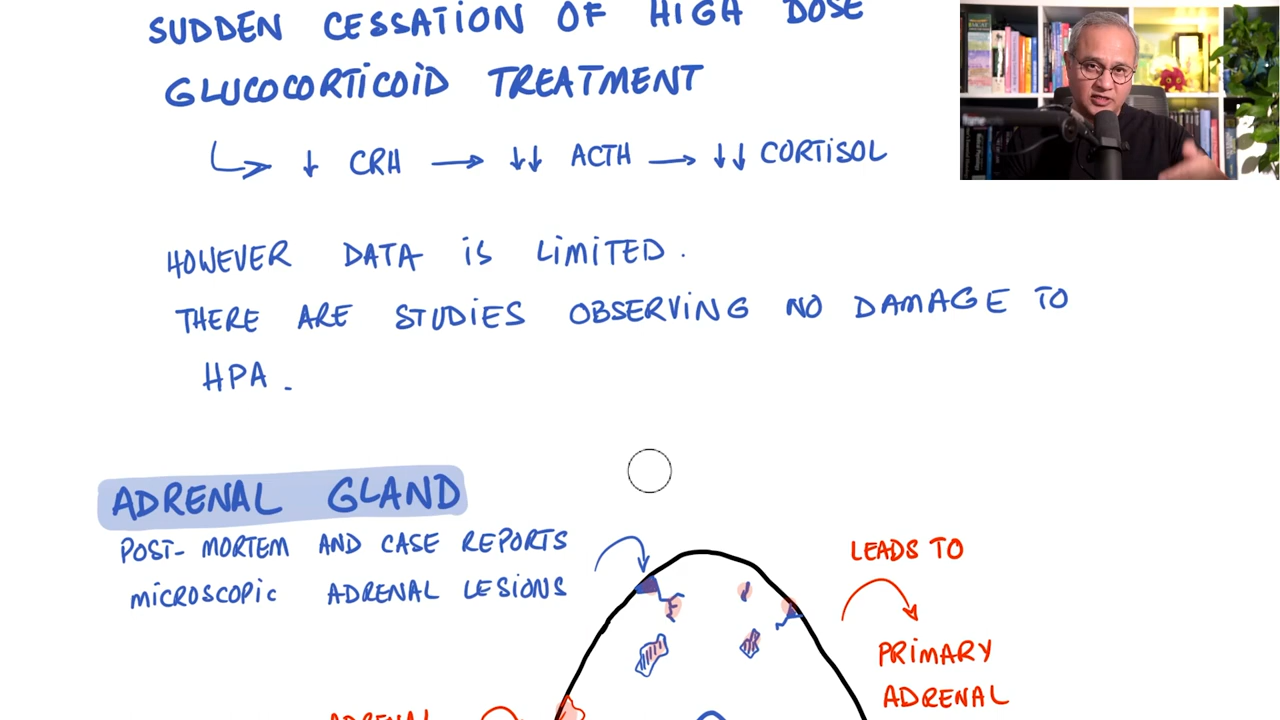 SUDDEN CESSATION OF HIGH DOSE
GLUCOCORTICOID TREATMENT
↳ ↓ CRH → ↓↓ ACTH → ↓↓ CORTISOL
HOWEVER DATA IS LIMITED.
THERE ARE STUDIES OBSERVING NO DAMAGE TO
HPA.
ADRENAL GLAND
POST-MORTEM AND CASE REPORTS
MICROSCOPIC ADRENAL LESIONS
LEADS TO
PRIMARY
ADRENAL
ADRENAL